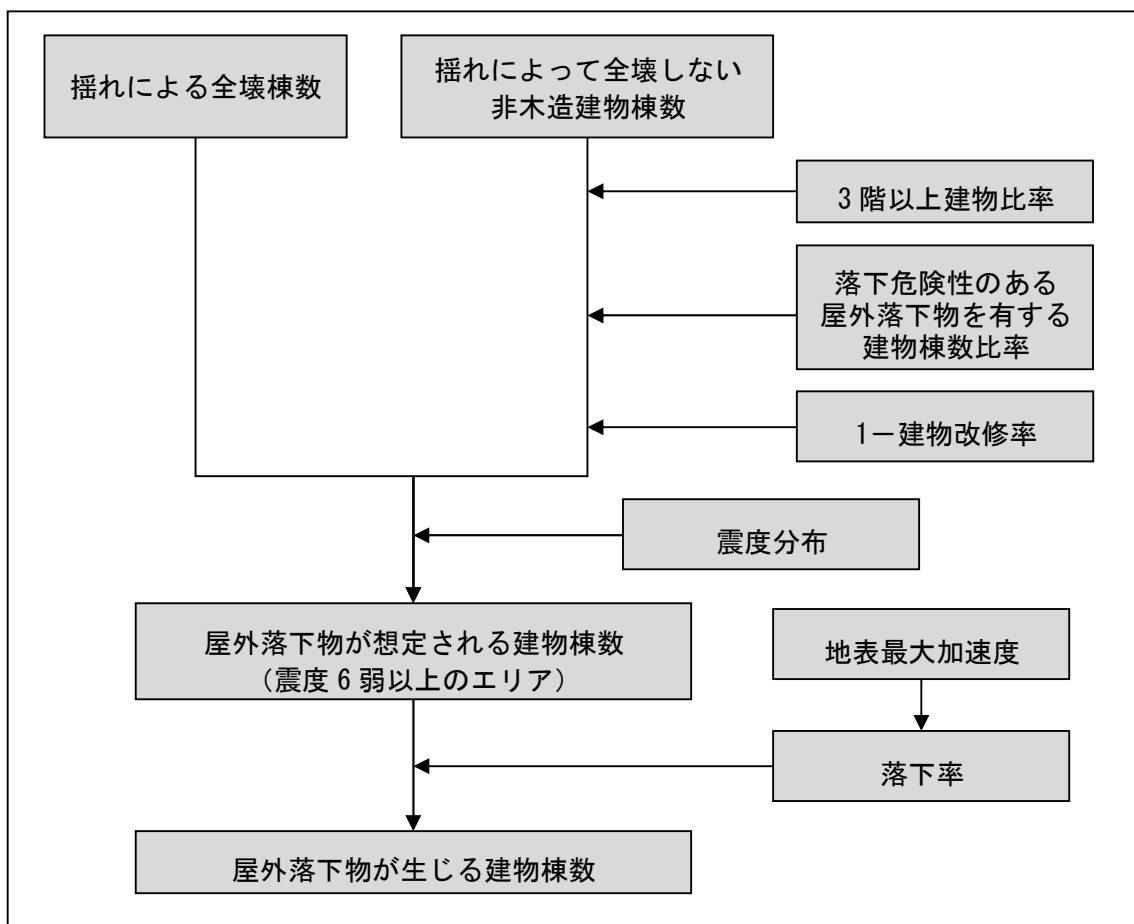 揺れによる全壊棟数
揺れによって全壊しない
非木造建物棟数
3 階以上建物比率
落下危険性のある
屋外落下物を有する
建物棟数比率
1－建物改修率
震度分布
屋外落下物が想定される建物棟数
（震度 6 弱以上のエリア）
地表最大加速度
落下率
屋外落下物が生じる建物棟数